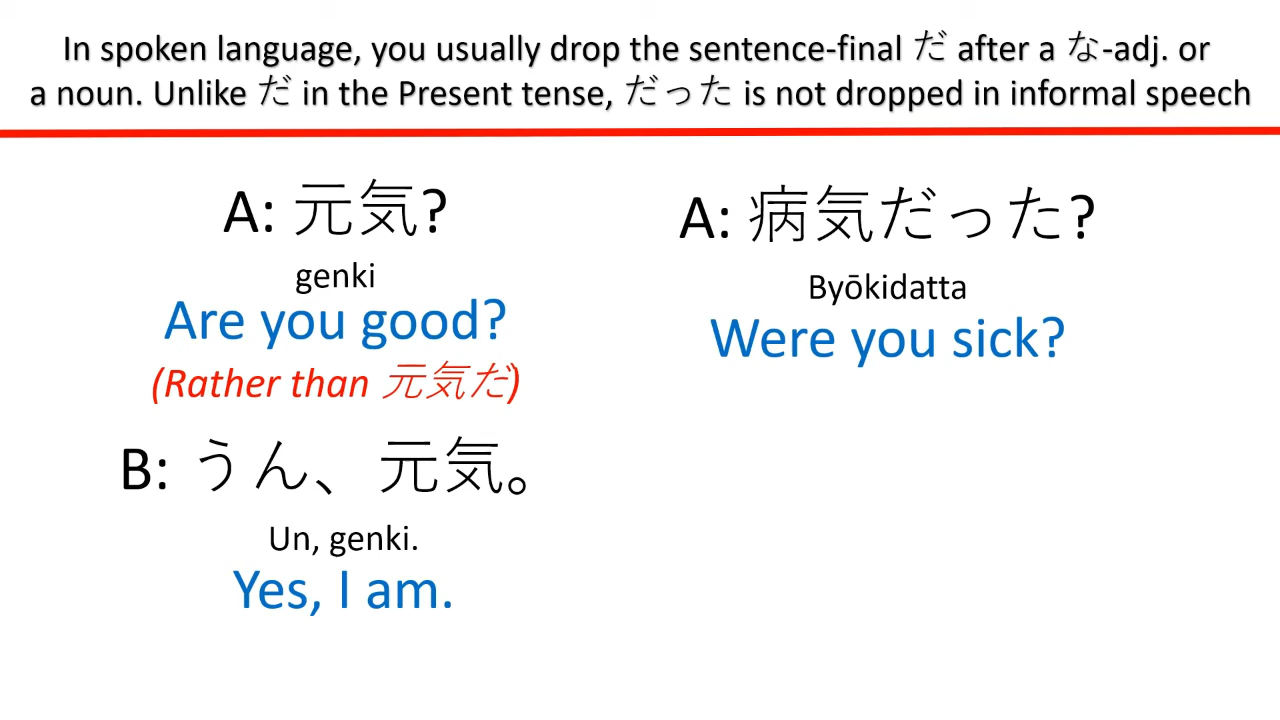 In spoken language, you usually drop the sentence-final だ after a な-adj. or
a noun. Unlike だ in the Present tense, だった is not dropped in informal speech
A: 元気?
genki
Are you good?
(Rather than 元気だ)
B: うん、元気。
Un, genki.
Yes, I am.
A: 病気だった?
Byōkidatta
Were you sick?